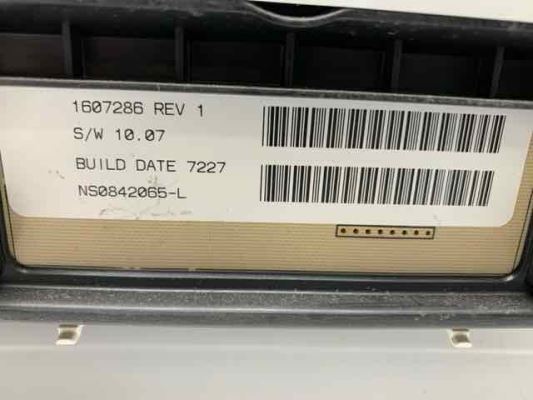 1607286 REV 1
S/W 10.07
BUILD DATE 7227
NS0842065-L